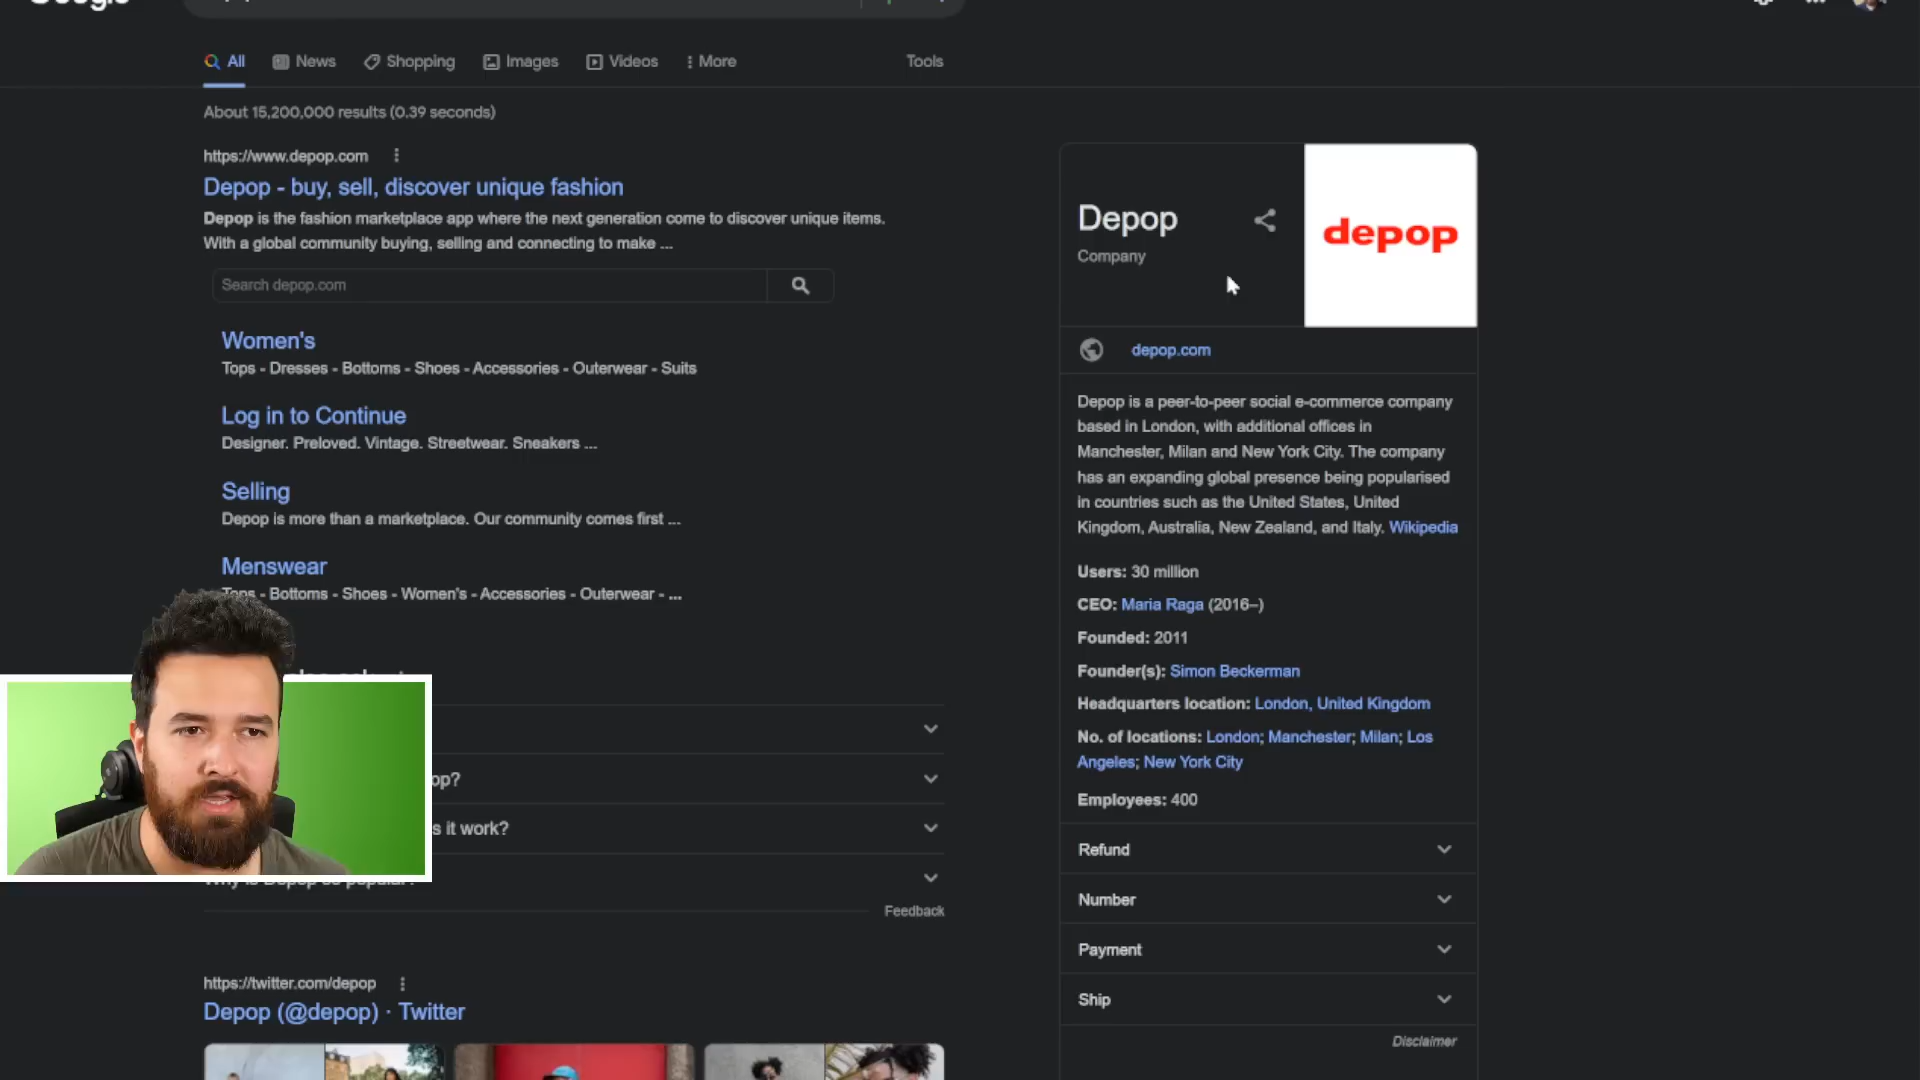 All
News
Shopping
Images
Videos
More
Tools
About 15,200,000 results (0.39 seconds)
https://www.depop.com
Depop - buy, sell, discover unique fashion
Depop is the fashion marketplace app where the next generation come to discover unique items.
With a global community buying, selling and connecting to make ...
Search depop.com
Women's
Tops - Dresses - Bottoms - Shoes - Accessories - Outerwear - Suits
Log in to Continue
Designer. Preloved. Vintage. Streetwear. Sneakers ...
Selling
Depop is more than a marketplace. Our community comes first ...
Menswear
Tops - Bottoms - Shoes - Women's - Accessories - Outerwear - ...
s it work?
Why is Depop so popular?
Feedback
https://twitter.com/depop
Depop (@depop) · Twitter
Depop
Company
depop
depop.com
Depop is a peer-to-peer social e-commerce company
based in London, with additional offices in
Manchester, Milan and New York City. The company
has an expanding global presence being popularised
in countries such as the United States, United
Kingdom, Australia, New Zealand, and Italy. Wikipedia
Users: 30 million
CEO: Maria Raga (2016–)
Founded: 2011
Founder(s): Simon Beckerman
Headquarters location: London, United Kingdom
No. of locations: London; Manchester; Milan; Los
Angeles; New York City
Employees: 400
Refund
Number
Payment
Ship
Disclaimer